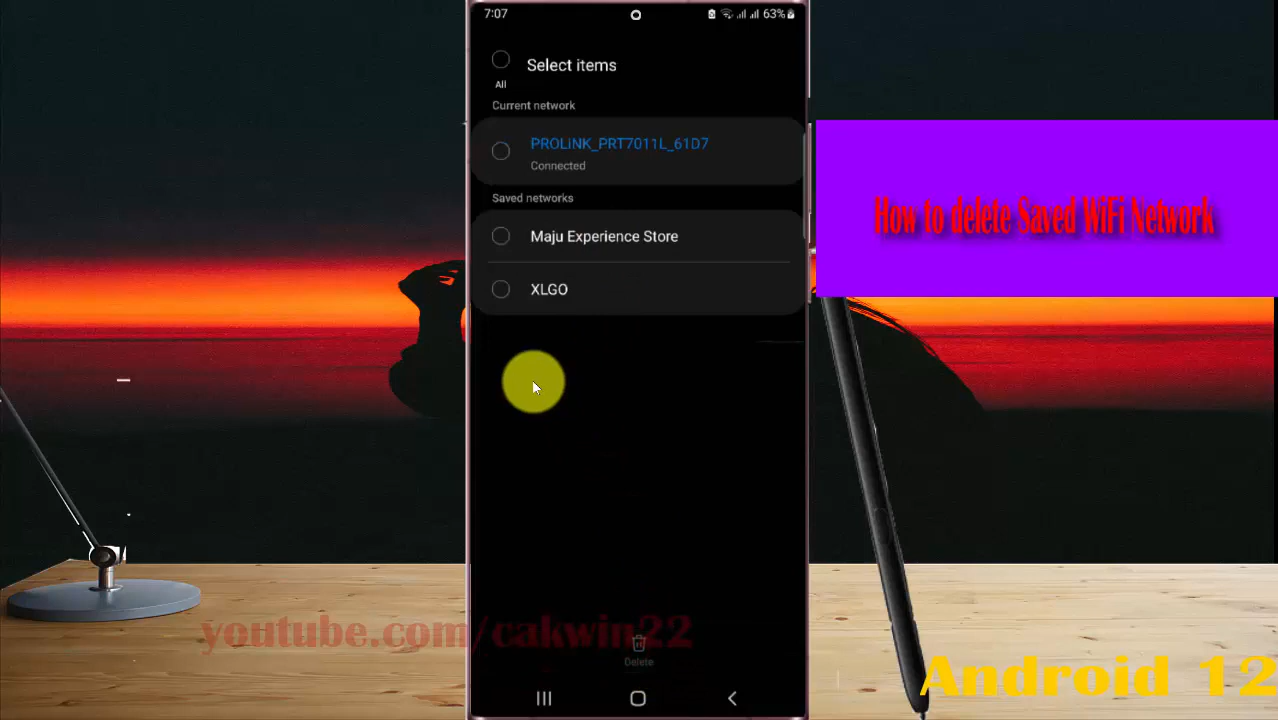 7:07
63%
Select items
All
Current network
PROLiNK_PRT7011L_61D7
Connected
Saved networks
Maju Experience Store
XLGO
Delete
How to delete Saved WiFi Network
youtube.com/cakwin22
Android 12